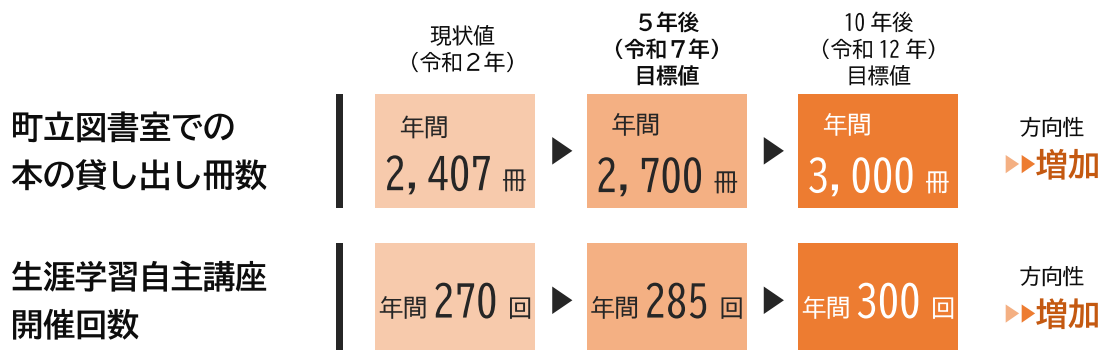 現状値
（令和２年）
５年後
（令和７年）
目標値
10 年後
（令和 12 年）
目標値
町立図書室での
本の貸し出し冊数
年間
2,407 冊
年間
2,700 冊
年間
3,000 冊
方向性
増加
生涯学習自主講座
開催回数
年間 270 回
年間 285 回
年間 300 回
方向性
増加